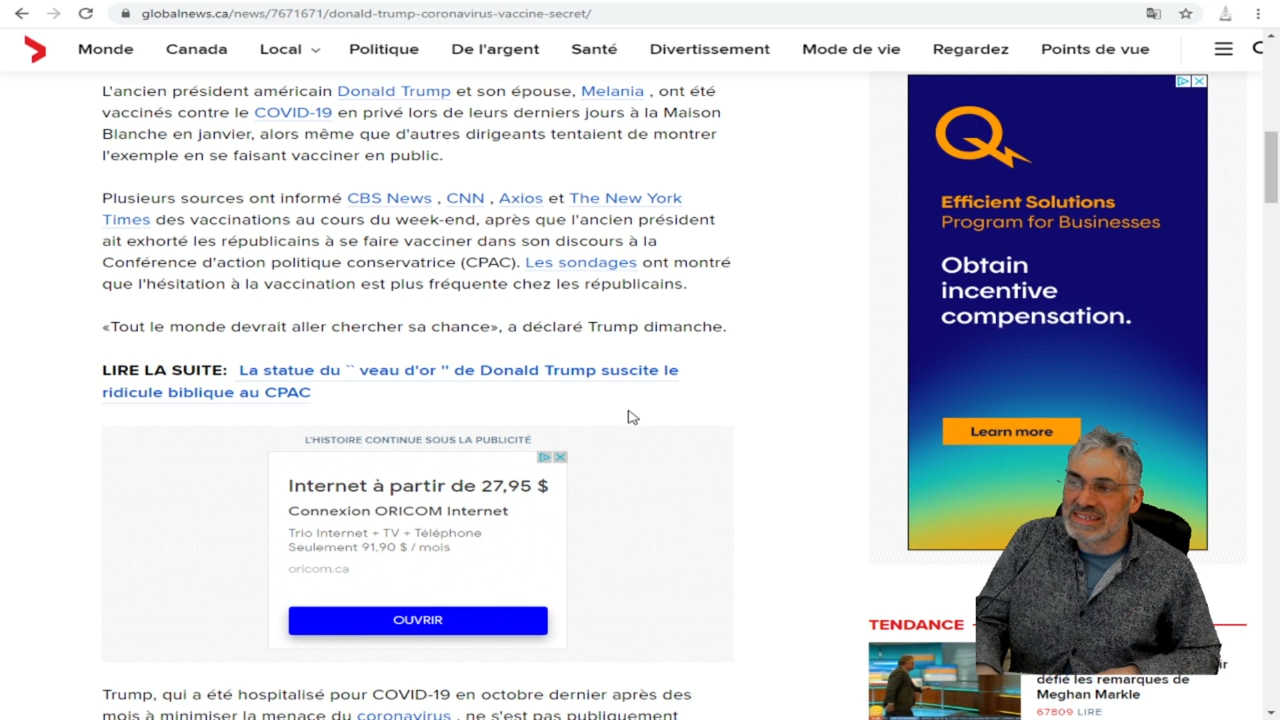 globalnews.ca/news/7671671/donald-trump-coronavirus-vaccine-secret/
Monde Canada Local Politique De l'argent Santé Divertissement Mode de vie Regardez Points de vue
L'ancien président américain Donald Trump et son épouse, Melania , ont été
vaccinés contre le COVID-19 en privé lors de leurs derniers jours à la Maison
Blanche en janvier, alors même que d'autres dirigeants tentaient de montrer
l'exemple en se faisant vacciner en public.
Plusieurs sources ont informé CBS News , CNN , Axios et The New York
Times des vaccinations au cours du week-end, après que l'ancien président
ait exhorté les républicains à se faire vacciner dans son discours à la
Conférence d'action politique conservatrice (CPAC). Les sondages ont montré
que l'hésitation à la vaccination est plus fréquente chez les républicains.
«Tout le monde devrait aller chercher sa chance», a déclaré Trump dimanche.
LIRE LA SUITE: La statue du `` veau d'or '' de Donald Trump suscite le
ridicule biblique au CPAC
L'HISTOIRE CONTINUE SOUS LA PUBLICITÉ
Internet à partir de 27,95 $
Connexion ORICOM Internet
Trio Internet + TV + Téléphone
Seulement 91,90 $ / mois
oricom.ca
OUVRIR
Trump, qui a été hospitalisé pour COVID-19 en octobre dernier après des
mois à minimiser la menace du coronavirus , ne s'est pas publiquement
Efficient Solutions
Program for Businesses
Obtain
incentive
compensation.
Learn more
TENDANCE
défié les remarques de
Meghan Markle
67809 LIRE